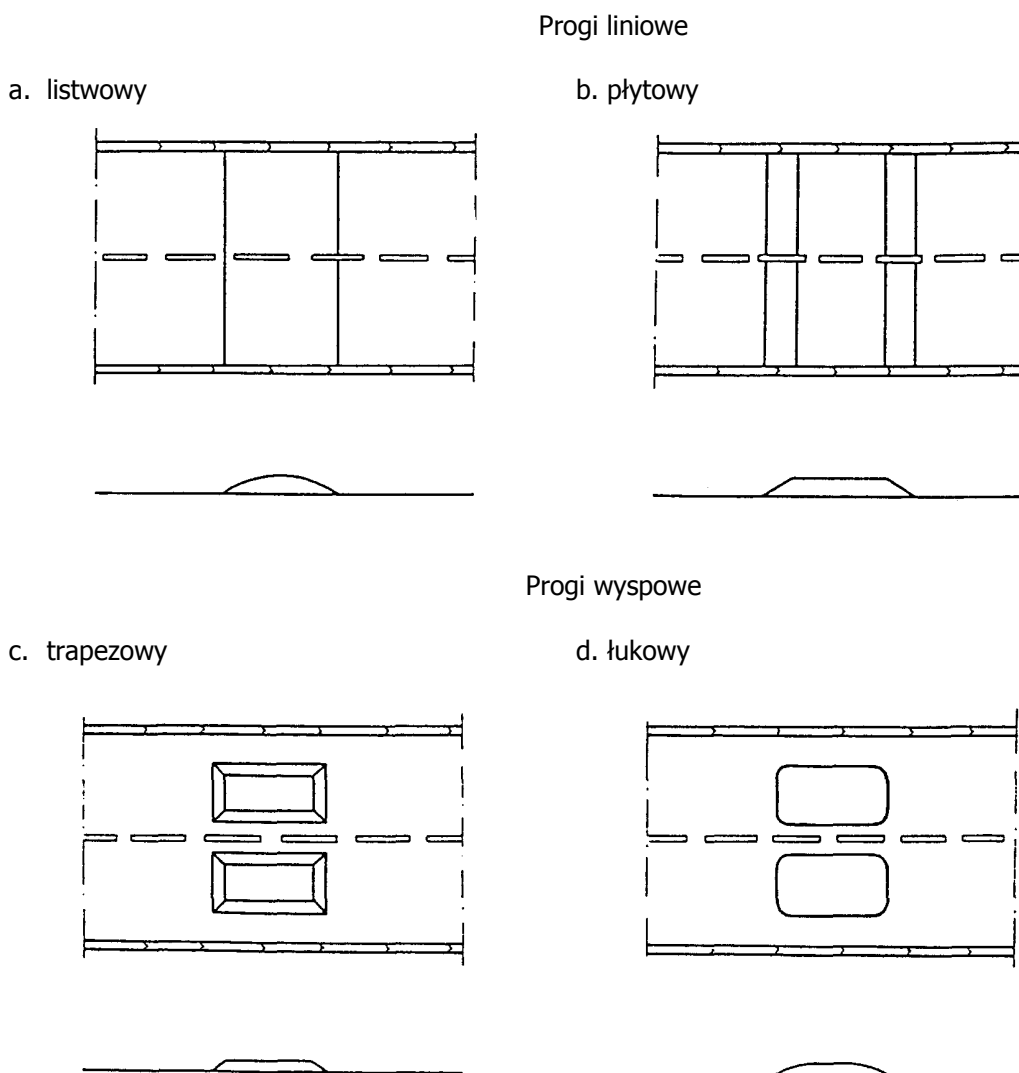 Progi liniowe
a. listwowy
b. płytowy
Progi wyspowe
c. trapezowy
d. łukowy